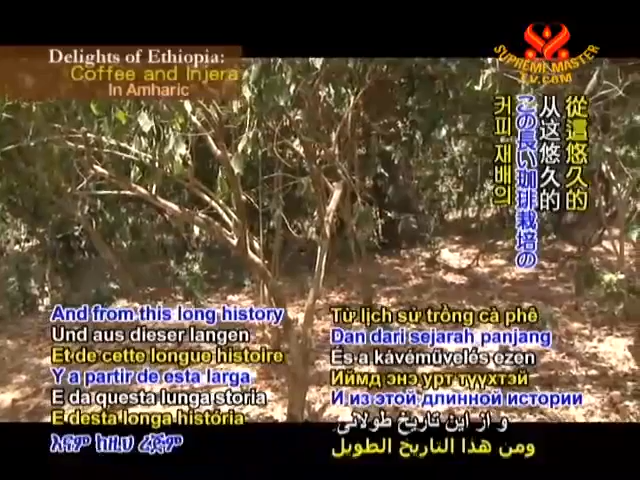 Delights of Ethiopia:
Coffee and Injera
In Amharic
SUPREME MASTER
TV.COM
從這悠久的
从这悠久的
この長い珈琲栽培の
커피 재배의
And from this long history
Und aus dieser langen
Et de cette longue histoire
Y a partir de esta larga
E da questa lunga storia
E desta longa história
እናም ከዚህ ረጅም
Từ lịch sử trồng cà phê
Dan dari sejarah panjang
És a kávéművelés ezen
Иймд энэ урт түүхтэй
И из этой длинной истории
و از این تاریخ طولانی
ومن هذا التاريخ الطويل